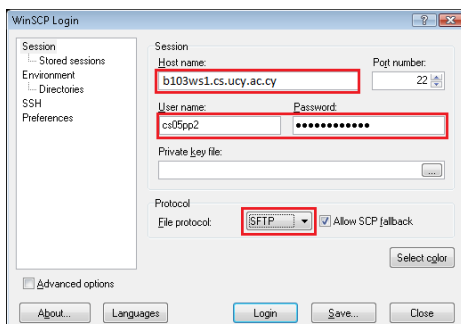 WinSCP Login
Session
Stored sessions
Environment
Directories
SSH
Preferences
Session
Host name:
Port number:
b103ws1.cs.ucy.ac.cy
22
User name:
Password:
cs05pp2
●●●●●●●●●●●●
Private key file:
...
Protocol
File protocol:
SFTP
Allow SCP fallback
Select color
Advanced options
About...
Languages
Login
Save...
Close